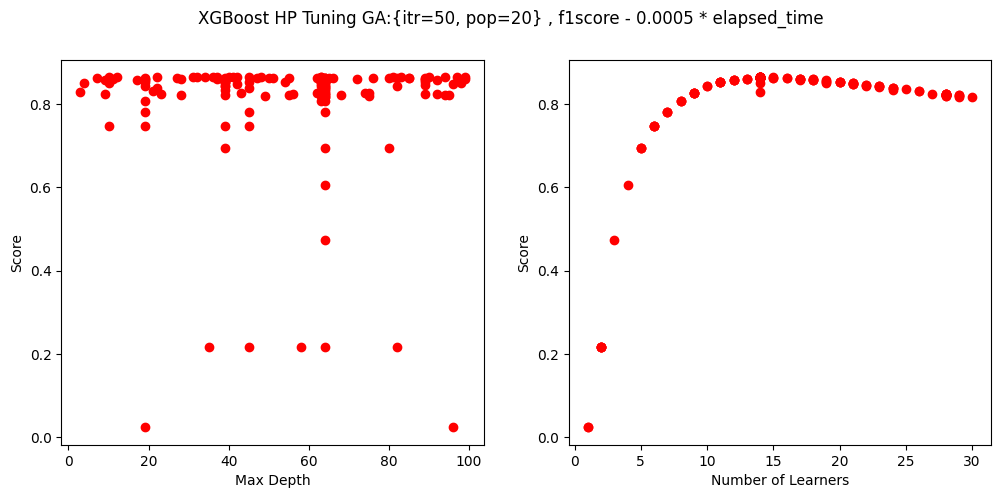 XGBoost HP Tuning GA:{itr=50, pop=20} , f1score - 0.0005 * elapsed_time
Score
0.8
0.6
0.4
0.2
0.0
0 20 40 60 80 100
Max Depth
Score
0.8
0.6
0.4
0.2
0.0
0 5 10 15 20 25 30
Number of Learners